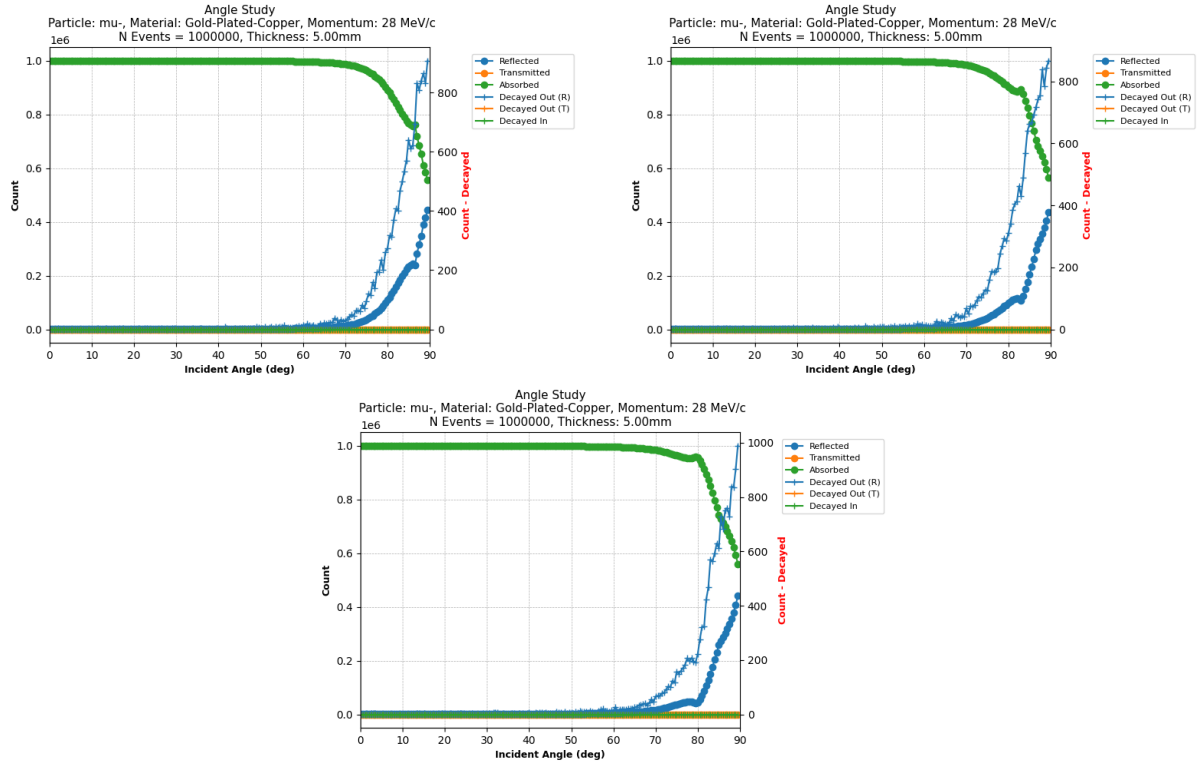 Angle Study
Particle: mu-, Material: Gold-Plated-Copper, Momentum: 28 MeV/c
N Events = 1000000, Thickness: 5.00mm
1e6
1.0
0.8
0.6
0.4
0.2
0.0
Count
0 10 20 30 40 50 60 70 80 90
Incident Angle (deg)
800
600
400
200
0
Count - Decayed
Reflected
Transmitted
Absorbed
Decayed Out (R)
Decayed Out (T)
Decayed In
Angle Study
Particle: mu-, Material: Gold-Plated-Copper, Momentum: 28 MeV/c
N Events = 1000000, Thickness: 5.00mm
1e6
1.0
0.8
0.6
0.4
0.2
0.0
Count
0 10 20 30 40 50 60 70 80 90
Incident Angle (deg)
800
600
400
200
0
Count - Decayed
Reflected
Transmitted
Absorbed
Decayed Out (R)
Decayed Out (T)
Decayed In
Angle Study
Particle: mu-, Material: Gold-Plated-Copper, Momentum: 28 MeV/c
N Events = 1000000, Thickness: 5.00mm
1e6
1.0
0.8
0.6
0.4
0.2
0.0
Count
0 10 20 30 40 50 60 70 80 90
Incident Angle (deg)
1000
800
600
400
200
0
Count - Decayed
Reflected
Transmitted
Absorbed
Decayed Out (R)
Decayed Out (T)
Decayed In